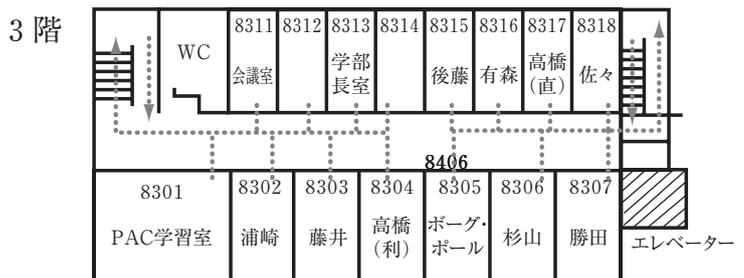 3 階
WC
8311
会議室
8312
8313
学部
長室
8314
8315
後藤
8316
有森
8317
高橋
(直)
8318
佐々
8406
8301
PAC学習室
8302
浦崎
8303
藤井
8304
高橋
(利)
8305
ボーグ・
ポール
8306
杉山
8307
勝田
エレベーター